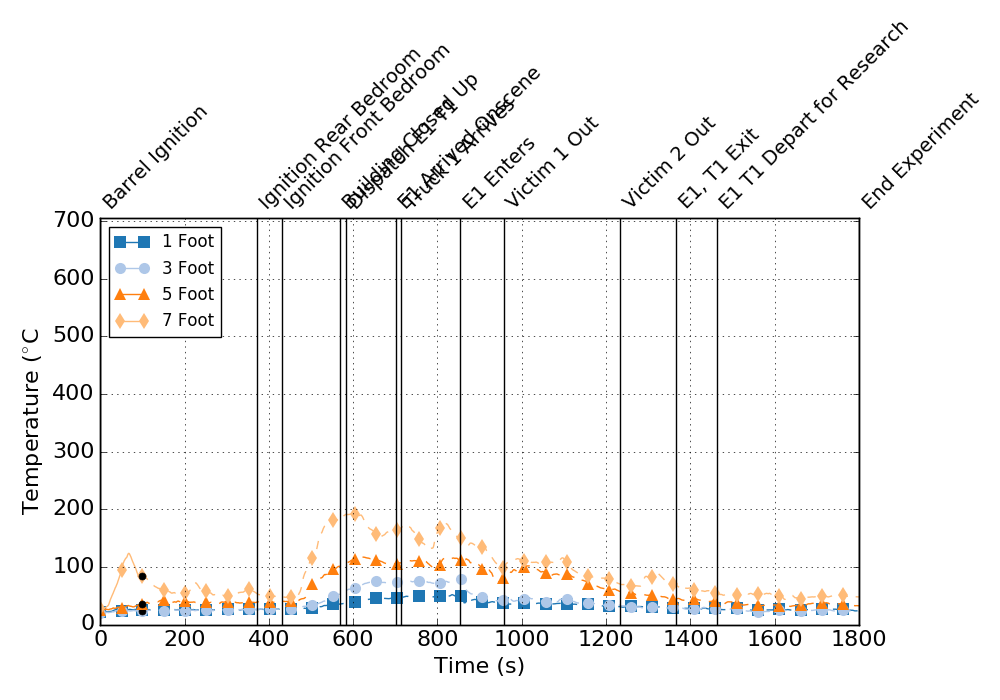 Barrel Ignition
Ignition Rear Bedroom
Ignition Front Bedroom
Building Closed Up
Dispatch E1 T1
E1 Arrived Onscene
Truck 1 Arrives
E1 Enters
Victim 1 Out
Victim 2 Out
E1, T1 Exit
E1 T1 Depart for Research
End Experiment
700
600
500
400
300
200
100
0
Temperature (°C
1 Foot
3 Foot
5 Foot
7 Foot
0 200 400 600 800 1000 1200 1400 1600 1800
Time (s)